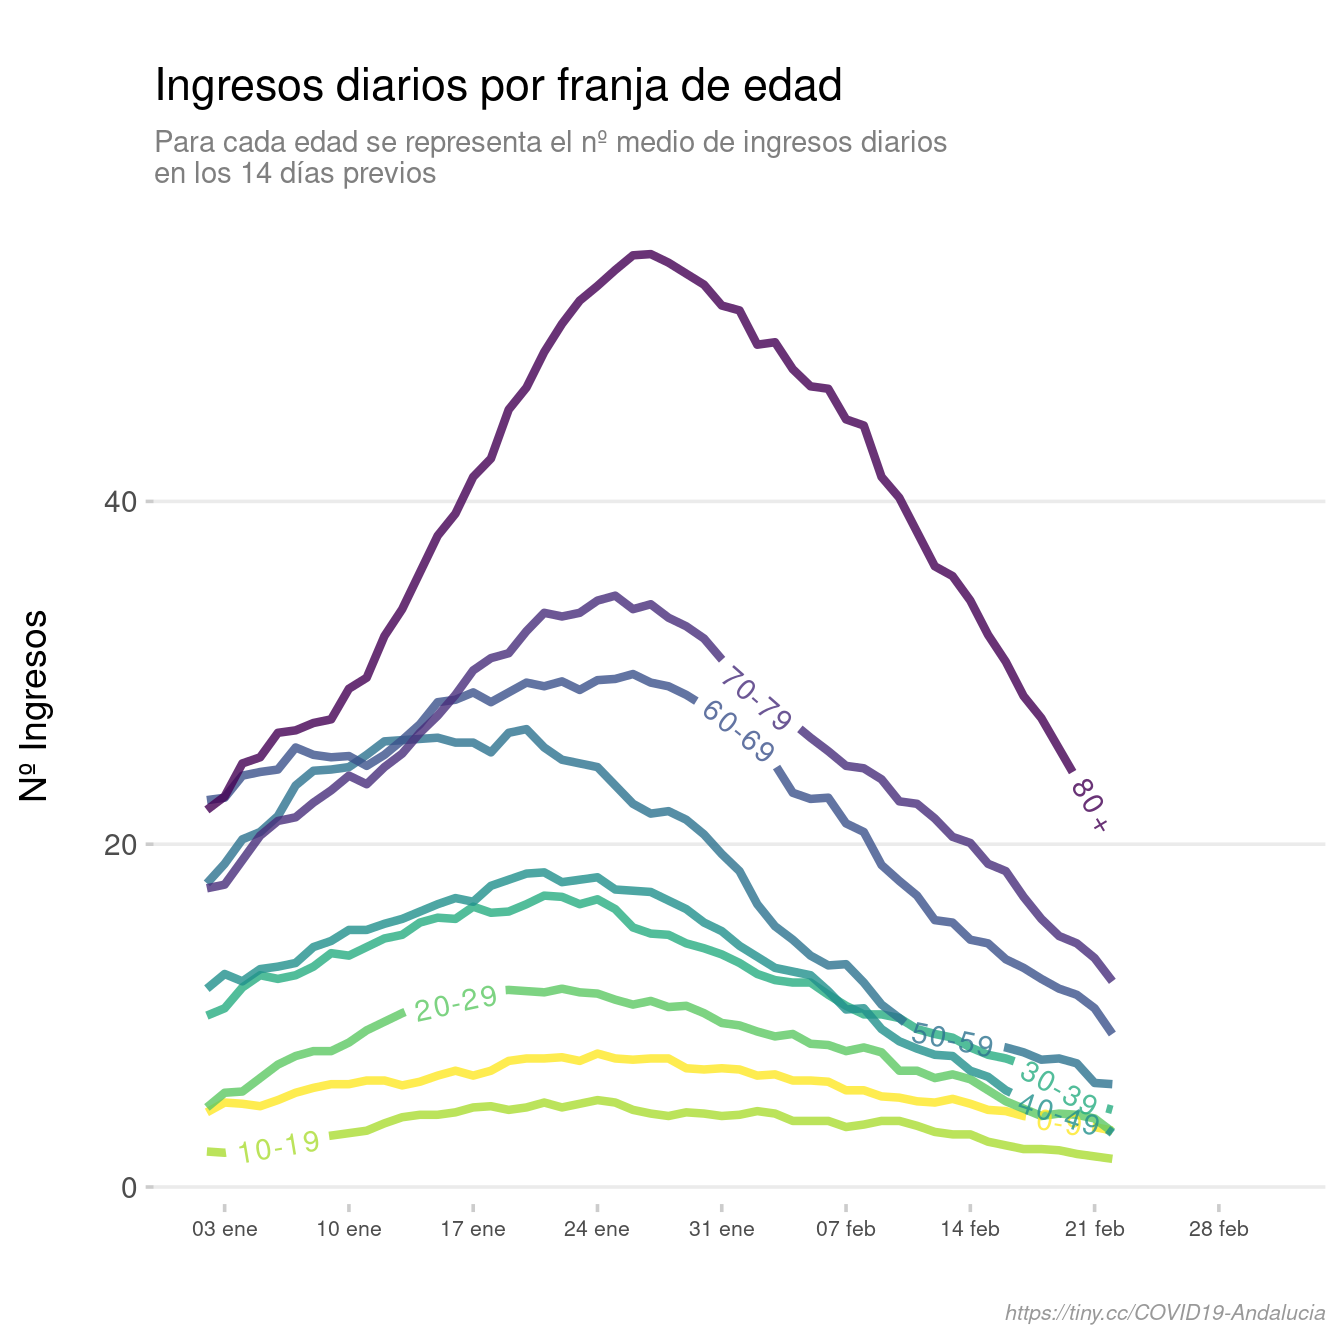 Ingresos diarios por franja de edad
Para cada edad se representa el nº medio de ingresos diarios
en los 14 días previos
Nº Ingresos
40
20
0
80+
70-79
60-69
50-59
20-29
30-39
40-49
0-9
10-19
03 ene
10 ene
17 ene
24 ene
31 ene
07 feb
14 feb
21 feb
28 feb
https://tiny.cc/COVID19-Andalucia